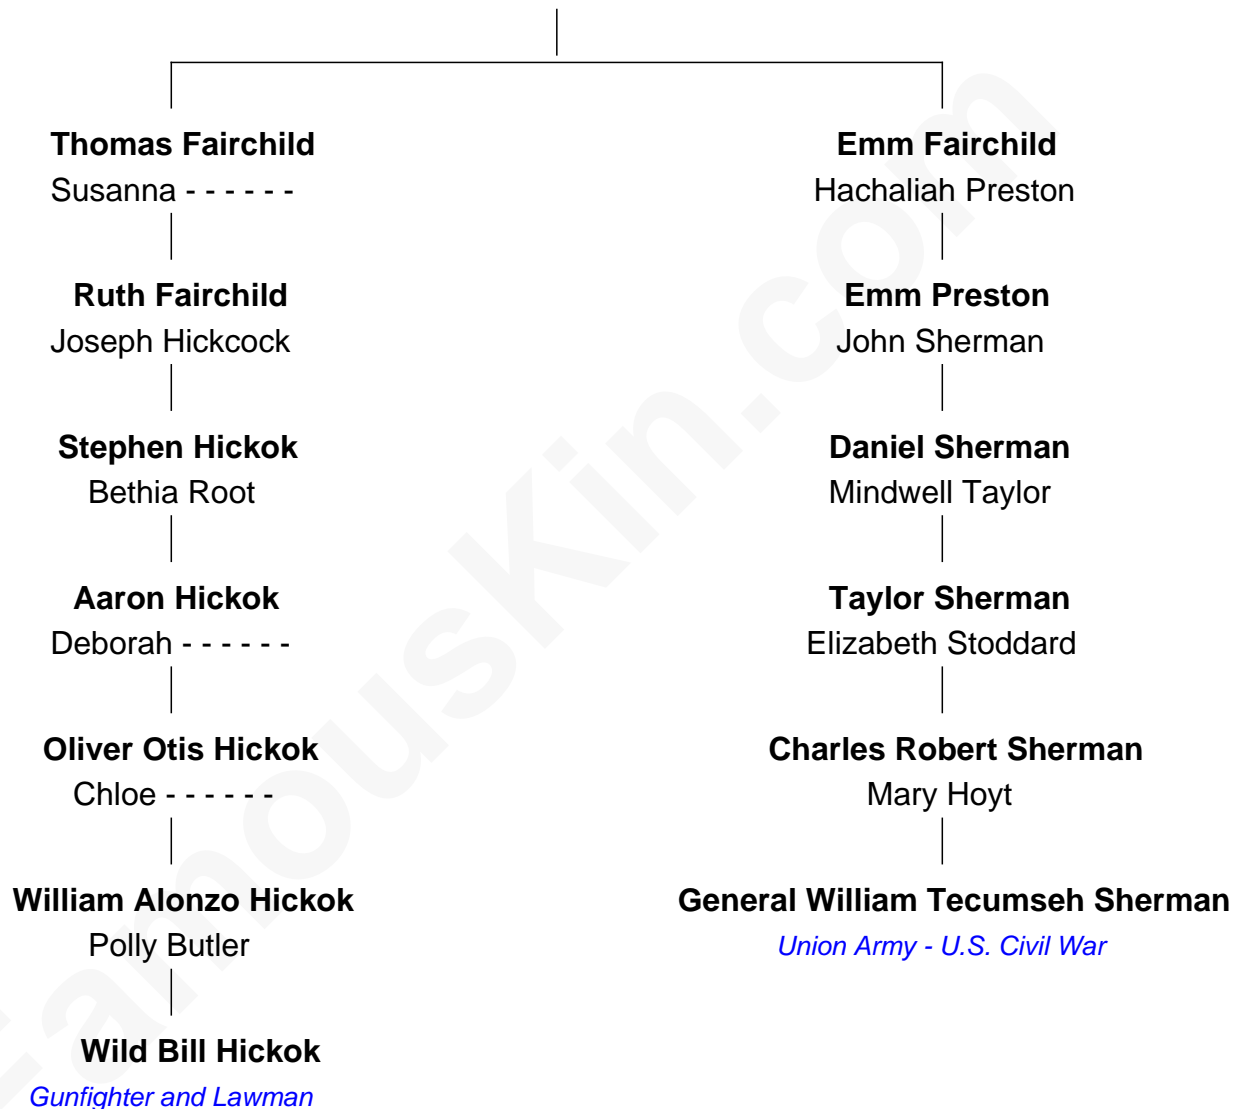 Thomas Fairchild
Susanna - - - - - -
Emm Fairchild
Hachaliah Preston
Ruth Fairchild
Joseph Hickcock
Emm Preston
John Sherman
Stephen Hickok
Bethia Root
Daniel Sherman
Mindwell Taylor
Aaron Hickok
Deborah - - - - - -
Taylor Sherman
Elizabeth Stoddard
Oliver Otis Hickok
Chloe - - - - - -
Charles Robert Sherman
Mary Hoyt
William Alonzo Hickok
Polly Butler
General William Tecumseh Sherman
Union Army - U.S. Civil War
Wild Bill Hickok
Gunfighter and Lawman
FamousKin.com